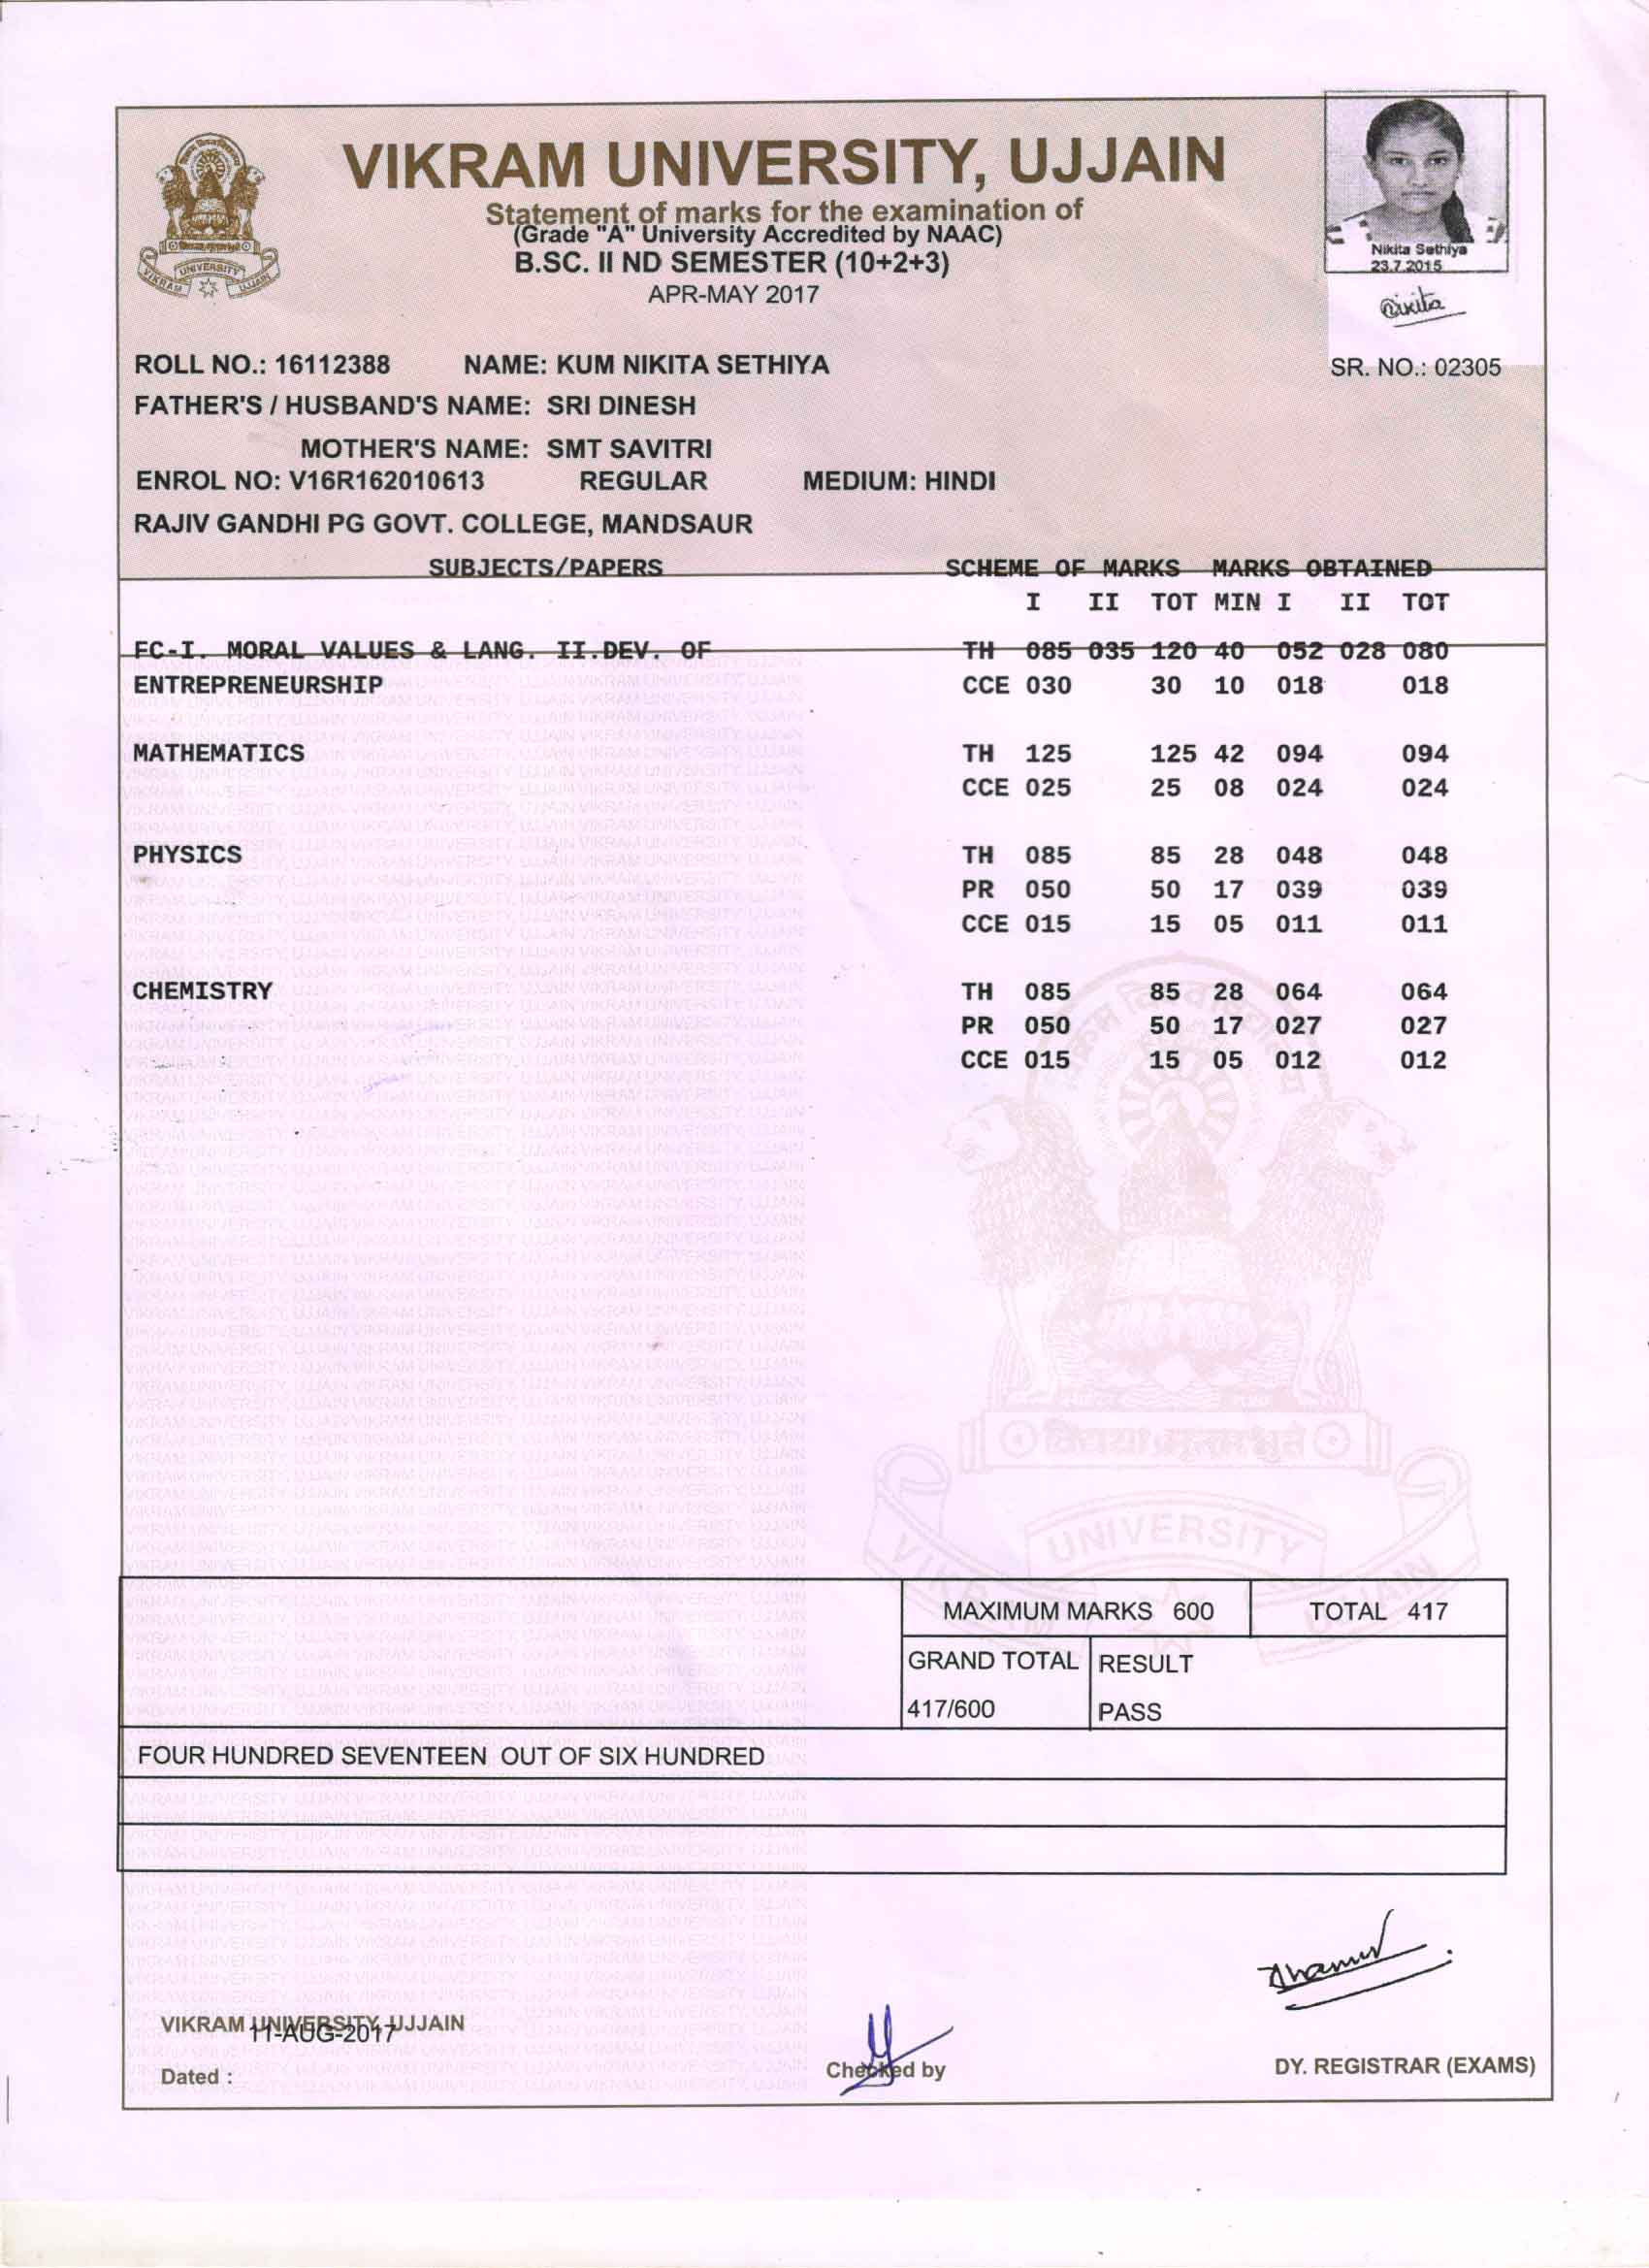 VIKRAM UNIVERSITY, UJJAIN
Statement of marks for the examination of
(Grade "A" University Accredited by NAAC)
B.SC. II ND SEMESTER (10+2+3)
APR-MAY 2017
UNIVERSITY
VIKRAM UJJAIN
Nikita Sethiya
23.7.2015
Nikita
ROLL NO.: 16112388 NAME: KUM NIKITA SETHIYA SR. NO.: 02305
FATHER'S / HUSBAND'S NAME: SRI DINESH
MOTHER'S NAME: SMT SAVITRI
ENROL NO: V16R162010613 REGULAR MEDIUM: HINDI
RAJIV GANDHI PG GOVT. COLLEGE, MANDSAUR
SUBJECTS/PAPERS SCHEME OF MARKS MARKS OBTAINED
I II TOT MIN I II TOT
FC-I. MORAL VALUES & LANG. II.DEV. OF TH 085 035 120 40 052 028 080
ENTREPRENEURSHIP CCE 030 30 10 018 018
MATHEMATICS TH 125 125 42 094 094
CCE 025 25 08 024 024
PHYSICS TH 085 85 28 048 048
PR 050 50 17 039 039
CCE 015 15 05 011 011
CHEMISTRY TH 085 85 28 064 064
PR 050 50 17 027 027
CCE 015 15 05 012 012
UNIVERSITY
VIKRAM UJJAIN
MAXIMUM MARKS 600 TOTAL 417
GRAND TOTAL RESULT
417/600 PASS
FOUR HUNDRED SEVENTEEN OUT OF SIX HUNDRED
VIKRAM UNIVERSITY, UJJAIN
11-AUG-2017
Dated :
Checked by
DY. REGISTRAR (EXAMS)